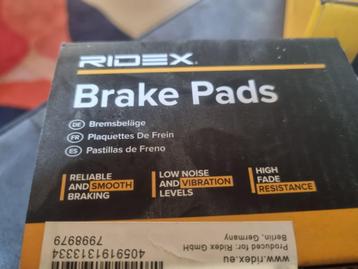 RIDEX
Brake Pads
DE Bremsbeläge
FR Plaquettes De Frein
ES Pastillas de Freno
RELIABLE
AND SMOOTH
BRAKING
LOW NOISE
AND VIBRATION
LEVELS
HIGH
FADE
RESISTANCE
7998979
4059191313334
www.ridex.eu
Produced for: Ridex GmbH
Berlin, Germany